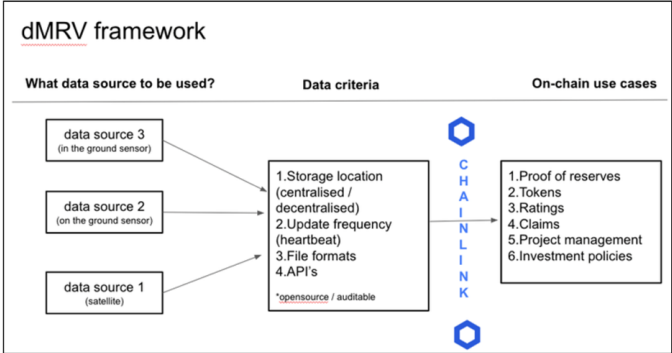 dMRV framework
What data source to be used?
Data criteria
On-chain use cases
data source 3
(in the ground sensor)
data source 2
(on the ground sensor)
data source 1
(satellite)
1.Storage location
(centralised /
decentralised)
2.Update frequency
(heartbeat)
3.File formats
4.API's
*opensource / auditable
C
H
A
I
N
L
I
N
K
1.Proof of reserves
2.Tokens
3.Ratings
4.Claims
5.Project management
6.Investment policies